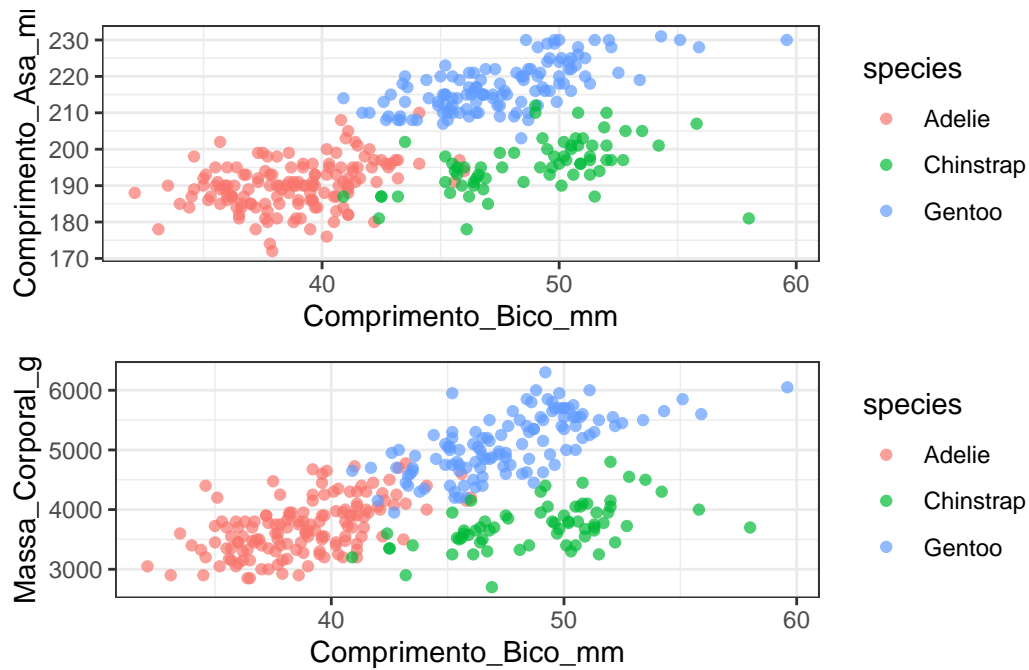 Comprimento_Asa_m
230
220
210
200
190
180
170
40
50
60
Comprimento_Bico_mm
species
Adelie
Chinstrap
Gentoo
Massa_Corporal_g
6000
5000
4000
3000
40
50
60
Comprimento_Bico_mm
species
Adelie
Chinstrap
Gentoo